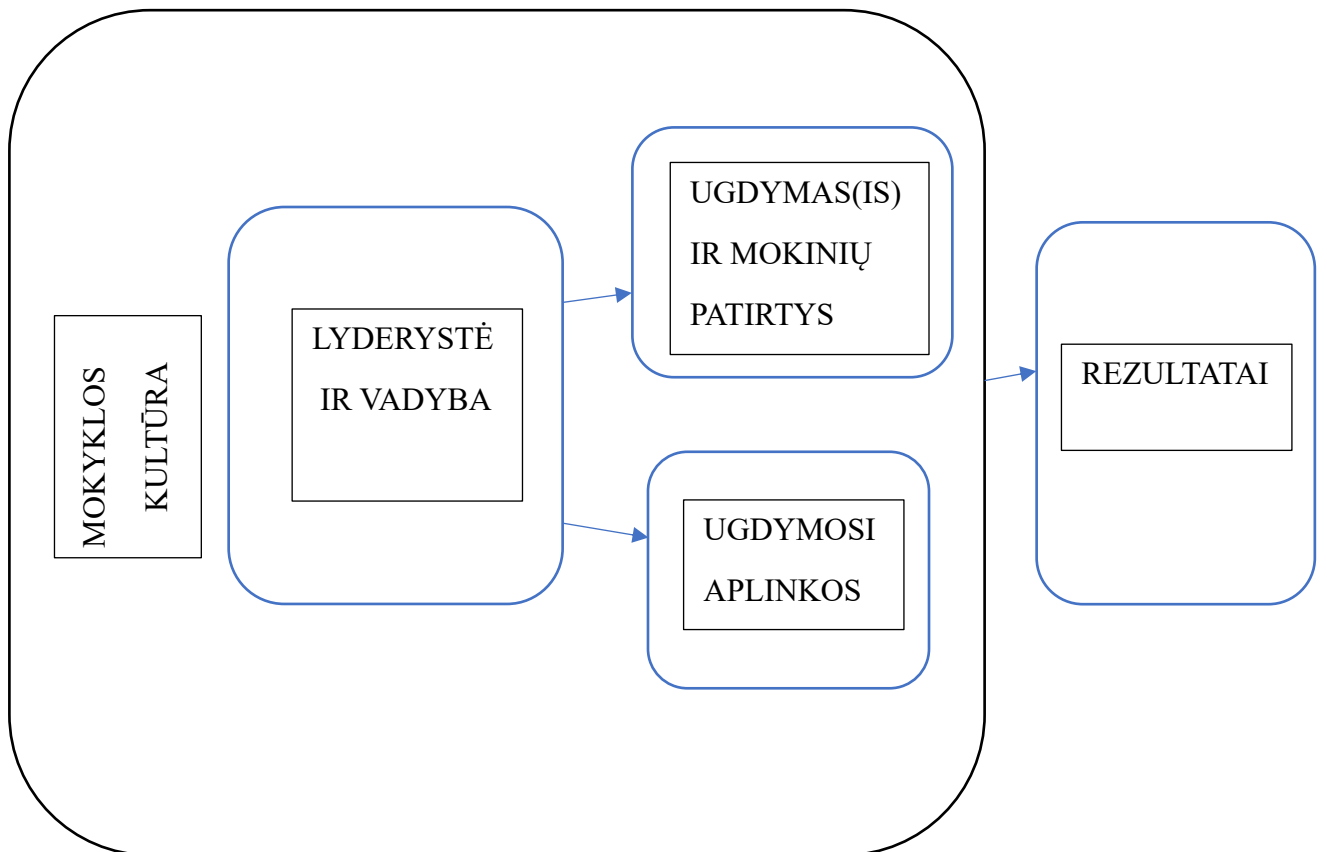 MOKYKLOS
KULTŪRA
LYDERYSTĖ
IR VADYBA
UGDYMAS(IS)
IR MOKINIŲ
PATIRTYS
UGDYMOSI
APLINKOS
REZULTATAI